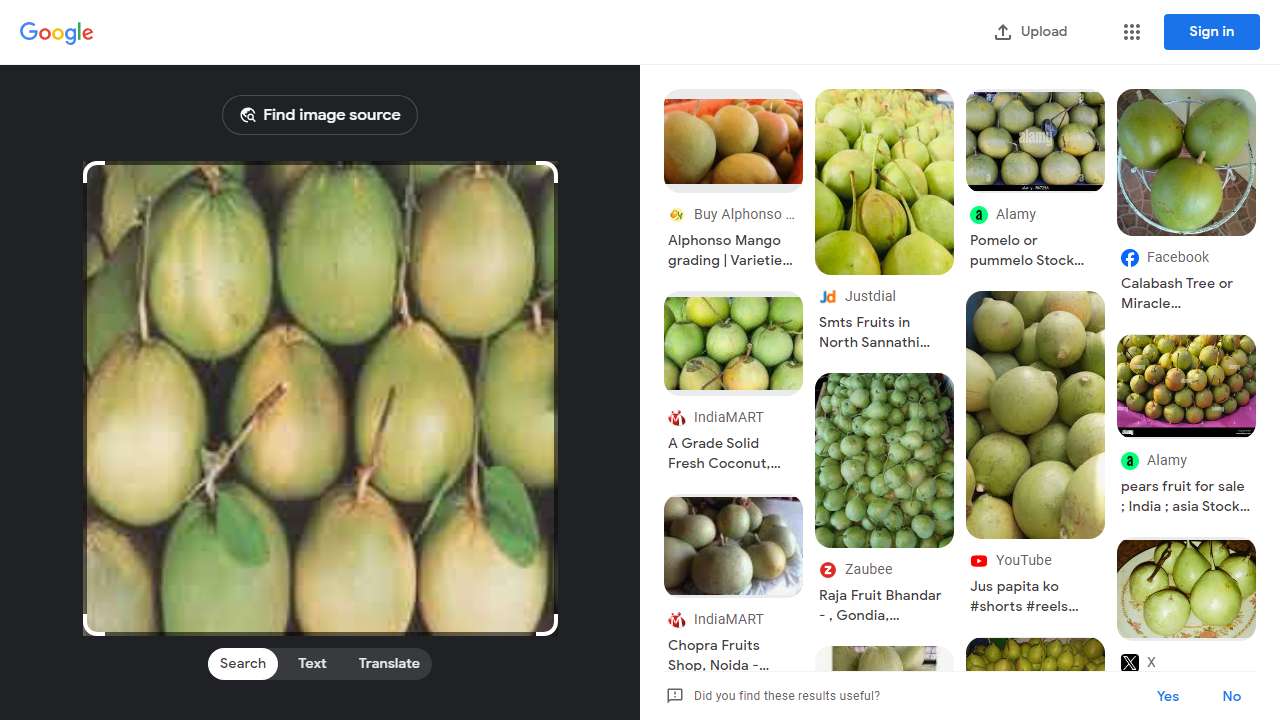 Google
Upload
Sign in
Find image source
Search
Text
Translate
Buy Alphonso ...
Alphonso Mango
grading | Varietie...
IndiaMART
A Grade Solid
Fresh Coconut,...
IndiaMART
Chopra Fruits
Shop, Noida -...
Justdial
Smts Fruits in
North Sannathi...
Zaubee
Raja Fruit Bhandar
- , Gondia,...
alamy
Alamy
Pomelo or
pummelo Stock...
YouTube
Jus papita ko
#shorts #reels...
Facebook
Calabash Tree or
Miracle...
Alamy
pears fruit for sale
; India ; asia Stock...
X
Did you find these results useful?
Yes
No